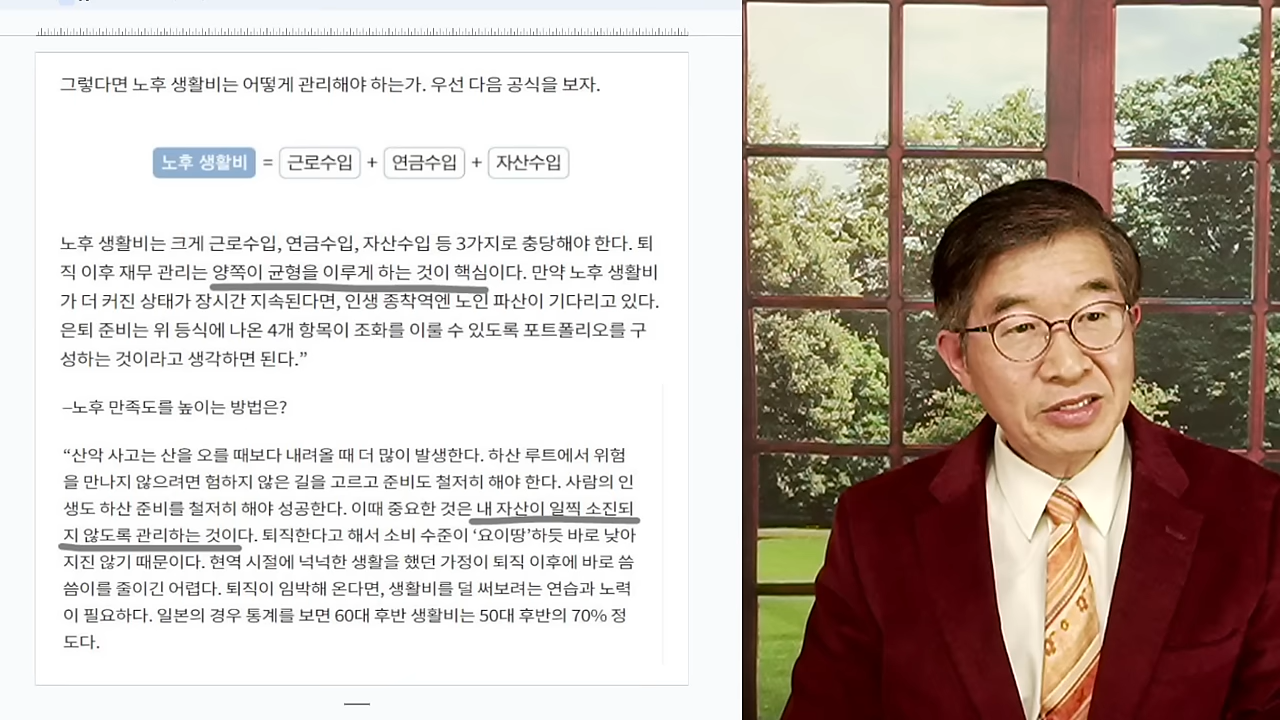 그렇다면 노후 생활비는 어떻게 관리해야 하는가. 우선 다음 공식을 보자.
노후 생활비 = 근로수입 + 연금수입 + 자산수입
노후 생활비는 크게 근로수입, 연금수입, 자산수입 등 3가지로 충당해야 한다. 퇴
직 이후 재무 관리는 양쪽이 균형을 이루게 하는 것이 핵심이다. 만약 노후 생활비
가 더 커진 상태가 장시간 지속된다면, 인생 종착역엔 노인 파산이 기다리고 있다.
은퇴 준비는 위 등식에 나온 4개 항목이 조화를 이룰 수 있도록 포트폴리오를 구
성하는 것이라고 생각하면 된다.”
–노후 만족도를 높이는 방법은?
“산악 사고는 산을 오를 때보다 내려올 때 더 많이 발생한다. 하산 루트에서 위험
을 만나지 않으려면 험하지 않은 길을 고르고 준비도 철저히 해야 한다. 사람의 인
생도 하산 준비를 철저히 해야 성공한다. 이때 중요한 것은 내 자산이 일찍 소진되
지 않도록 관리하는 것이다. 퇴직한다고 해서 소비 수준이 ‘요이땅’하듯 바로 낮아
지진 않기 때문이다. 현역 시절에 넉넉한 생활을 했던 가정이 퇴직 이후에 바로 씀
씀이를 줄이긴 어렵다. 퇴직이 임박해 온다면, 생활비를 덜 써보려는 연습과 노력
이 필요하다. 일본의 경우 통계를 보면 60대 후반 생활비는 50대 후반의 70% 정
도다.